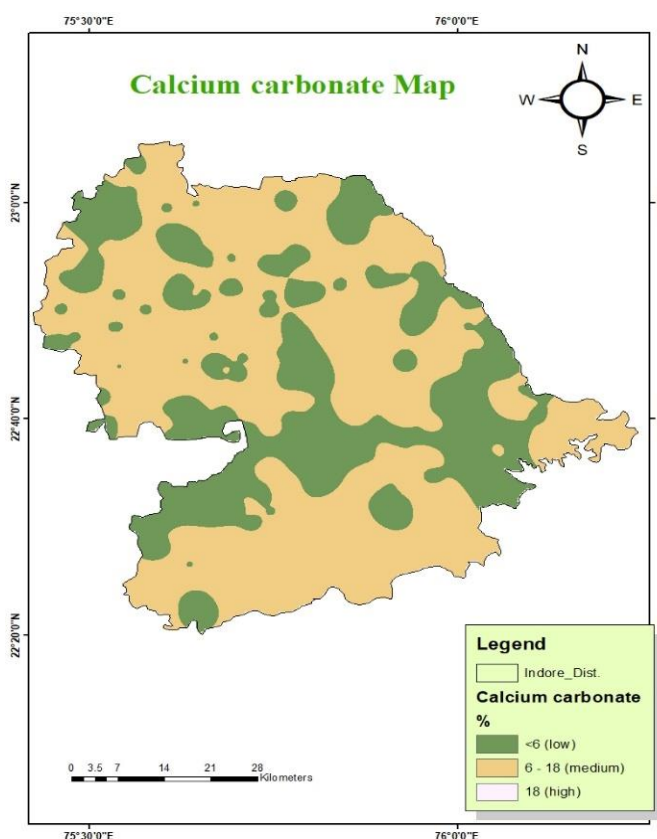 75°30'0"E
76°0'0"E
Calcium carbonate Map
N
W
E
S
23°0'0"N
22°40'0"N
22°20'0"N
Legend
Indore_Dist.
Calcium carbonate
%
<6 (low)
6 - 18 (medium)
18 (high)
0 3.5 7 14 21 28
Kilometers
75°30'0"E
76°0'0"E